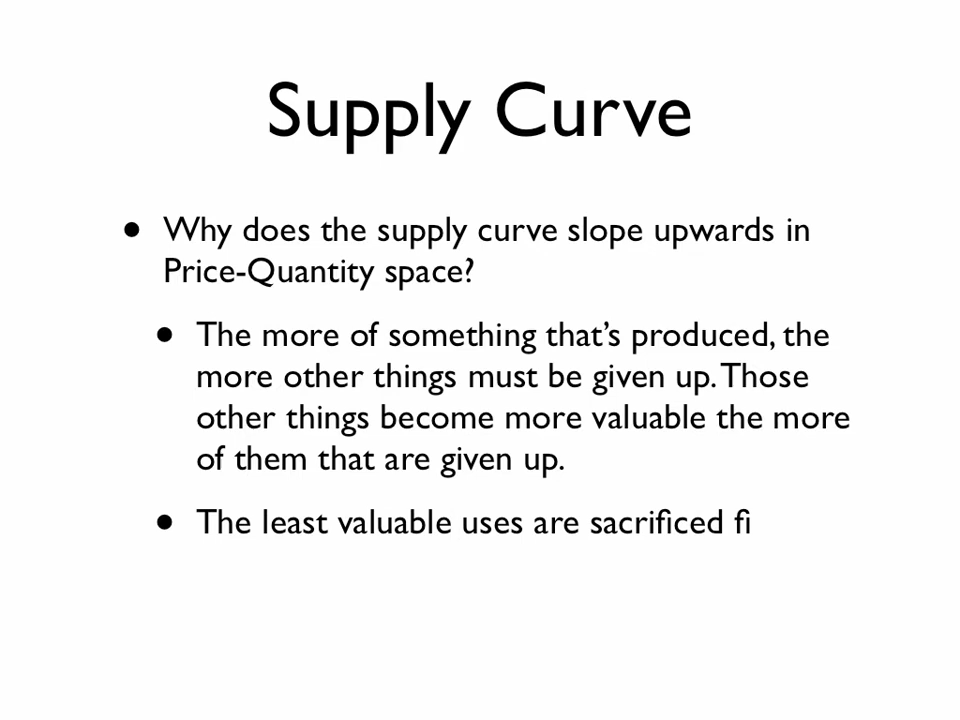 Supply Curve
• Why does the supply curve slope upwards in
Price-Quantity space?
• The more of something that’s produced, the
more other things must be given up. Those
other things become more valuable the more
of them that are given up.
• The least valuable uses are sacrificed fi